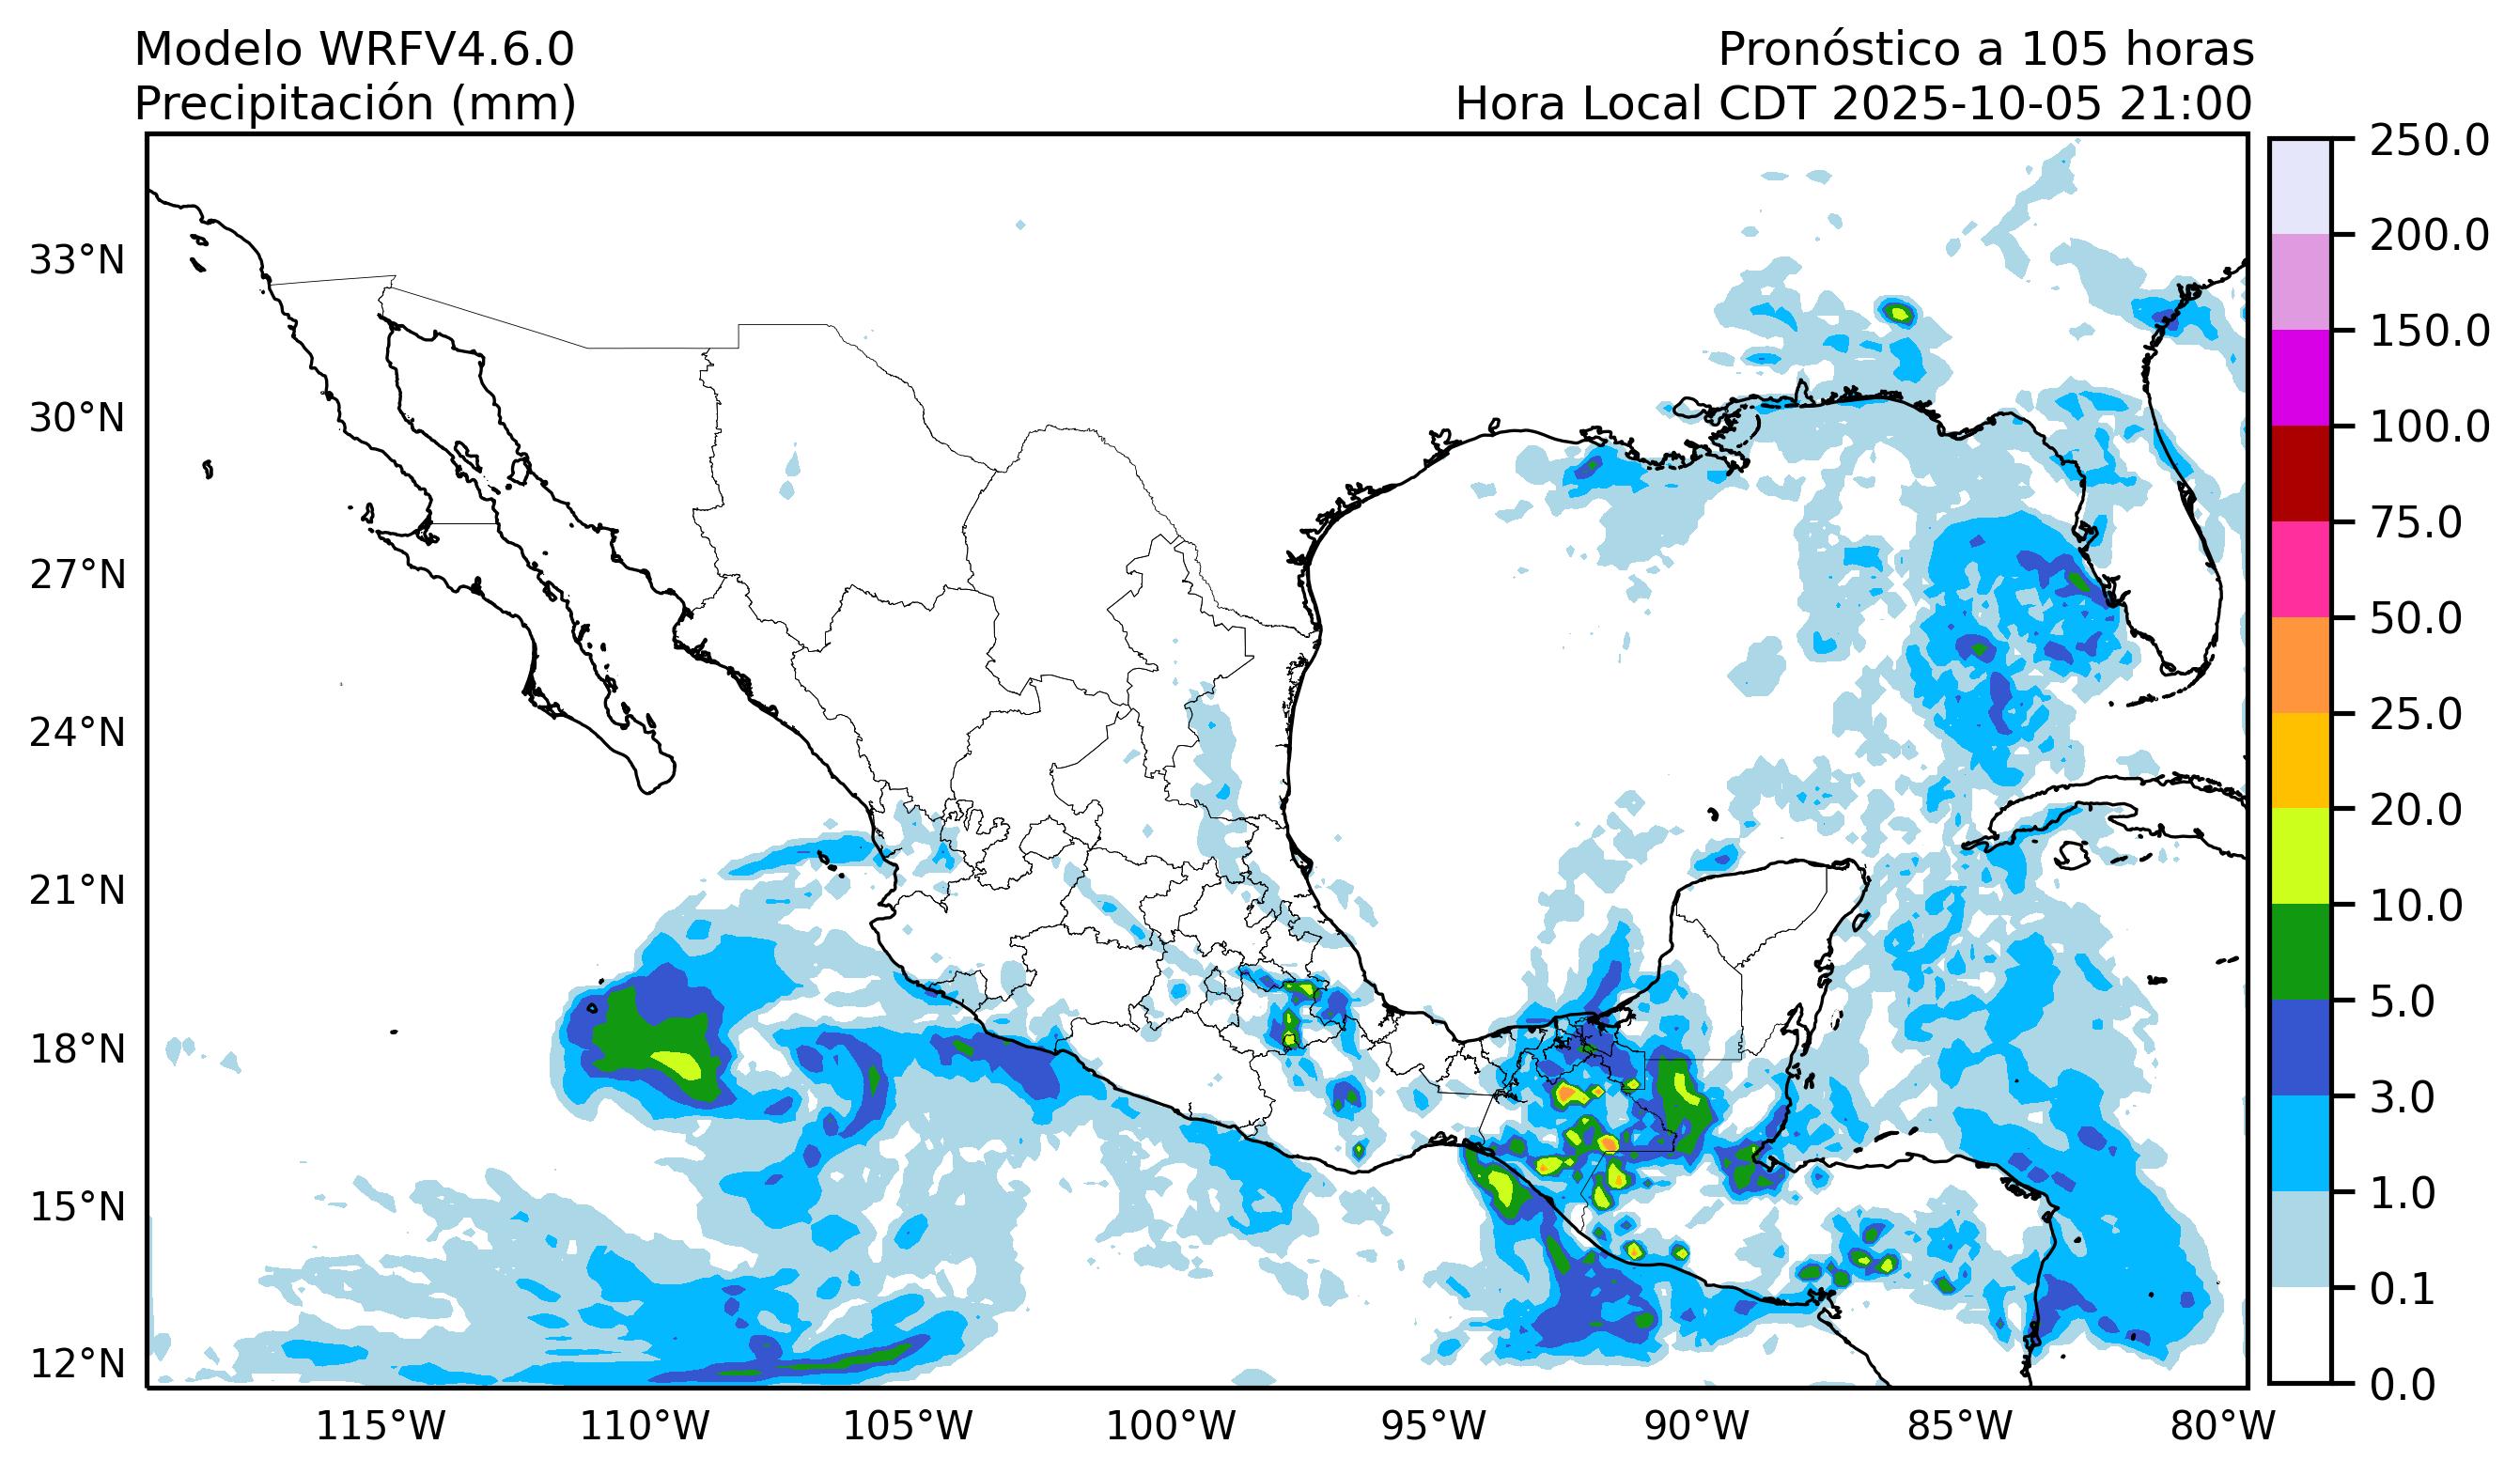 Modelo WRFV4.6.0
Precipitación (mm)
Pronóstico a 105 horas
Hora Local CDT 2025-10-05 21:00
33°N
30°N
27°N
24°N
21°N
18°N
15°N
12°N
115°W
110°W
105°W
100°W
95°W
90°W
85°W
80°W
250.0
200.0
150.0
100.0
75.0
50.0
25.0
20.0
10.0
5.0
3.0
1.0
0.1
0.0